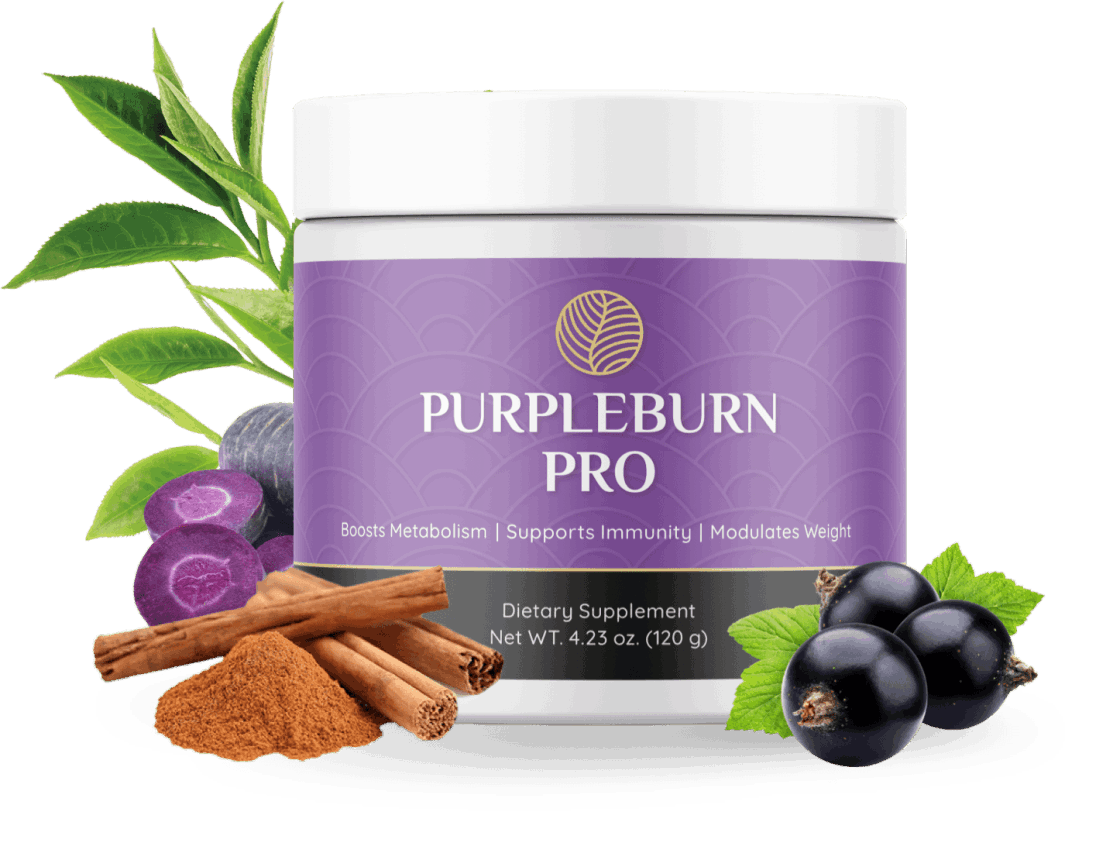 PURPLEBURN
PRO
Boosts Metabolism | Supports Immunity | Modulates Weight
Dietary Supplement
Net WT. 4.23 oz. (120 g)